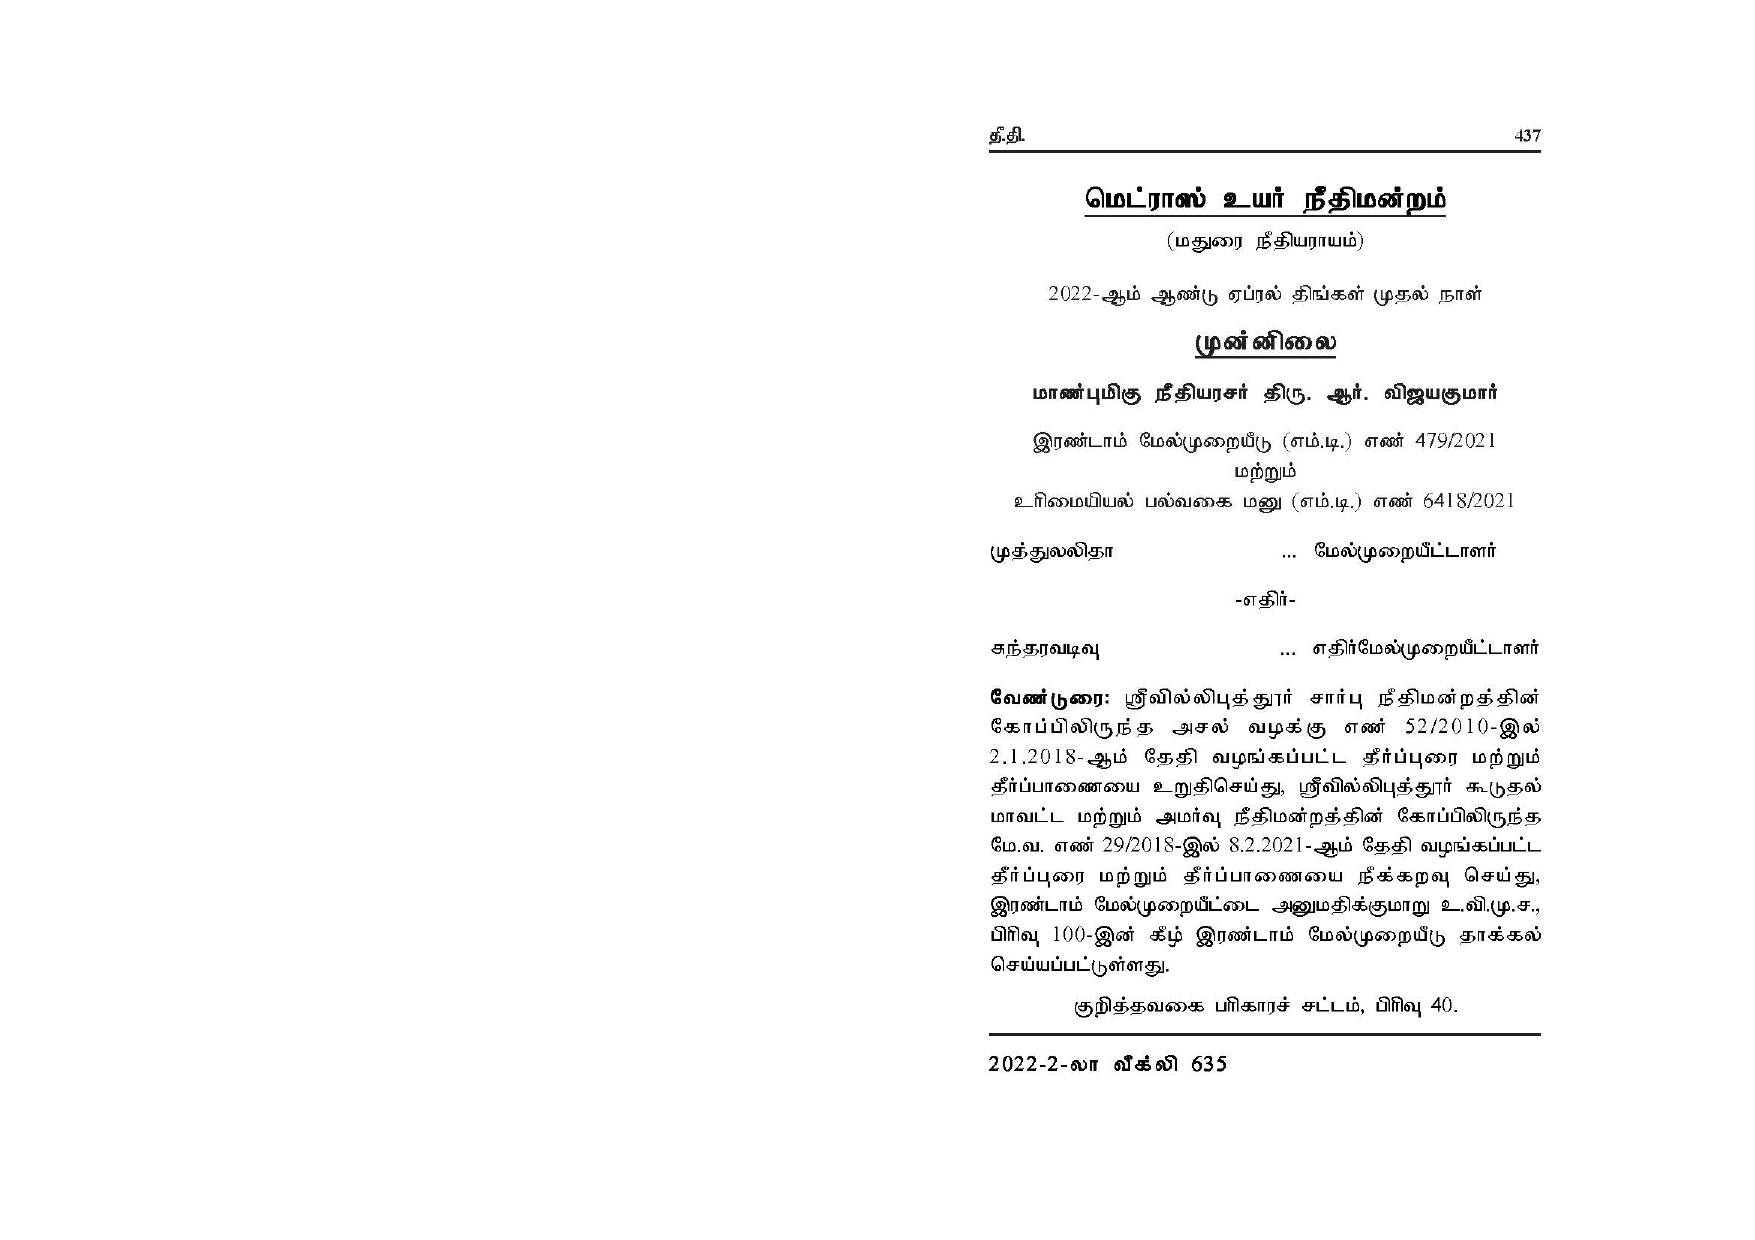 தீ.தி. 437
மெட்ராஸ் உயர் நீதிமன்றம்
(மதுரை நீதியராயம்)
2022-ஆம் ஆண்டு ஏப்ரல் திங்கள் முதல் நாள்
முன்னிலை
மாண்புமிகு நீதியரசர் திரு. ஆர். விஜயகுமார்
இரண்டாம் மேல்முறையீடு (எம்.டி.) எண் 479/2021
மற்றும்
உரிமையியல் பல்வகை மனு (எம்.டி.) எண் 6418/2021
முத்துலலிதா ... மேல்முறையீட்டாளர்
-எதிர்-
சுந்தரவடிவு ... எதிர்மேல்முறையீட்டாளர்
வேண்டுரை: ஸ்ரீவில்லிபுத்தூர் சார்பு நீதிமன்றத்தின்
கோப்பிலிருந்த அசல் வழக்கு எண் 52/2010-இல்
2.1.2018-ஆம் தேதி வழங்கப்பட்ட தீர்ப்புரை மற்றும்
தீர்ப்பாணையை உறுதிசெய்து, ஸ்ரீவில்லிபுத்தூர் கூடுதல்
மாவட்ட மற்றும் அமர்வு நீதிமன்றத்தின் கோப்பிலிருந்த
மே.வ. எண் 29/2018-இல் 8.2.2021-ஆம் தேதி வழங்கப்பட்ட
தீர்ப்புரை மற்றும் தீர்ப்பாணையை நீக்கறவு செய்து,
இரண்டாம் மேல்முறையீட்டை அனுமதிக்குமாறு உ.வி.மு.ச.,
பிரிவு 100-இன் கீழ் இரண்டாம் மேல்முறையீடு தாக்கல்
செய்யப்பட்டுள்ளது.
குறித்தவகை பரிகாரச் சட்டம், பிரிவு 40.
2022-2-லா வீக்லி 635